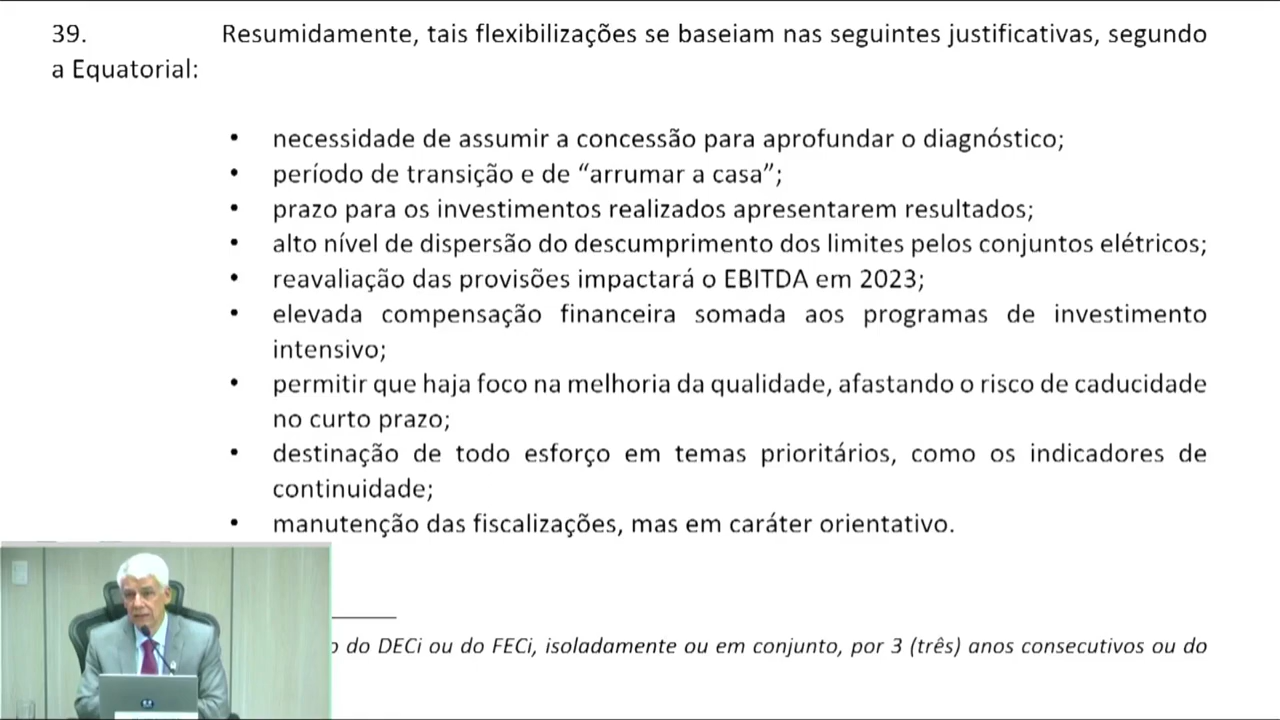 39. Resumidamente, tais flexibilizações se baseiam nas seguintes justificativas, segundo
a Equatorial:
• necessidade de assumir a concessão para aprofundar o diagnóstico;
• período de transição e de “arrumar a casa”;
• prazo para os investimentos realizados apresentarem resultados;
• alto nível de dispersão do descumprimento dos limites pelos conjuntos elétricos;
• reavaliação das provisões impactará o EBITDA em 2023;
• elevada compensação financeira somada aos programas de investimento
intensivo;
• permitir que haja foco na melhoria da qualidade, afastando o risco de caducidade
no curto prazo;
• destinação de todo esforço em temas prioritários, como os indicadores de
continuidade;
• manutenção das fiscalizações, mas em caráter orientativo.
do DECi ou do FECi, isoladamente ou em conjunto, por 3 (três) anos consecutivos ou do